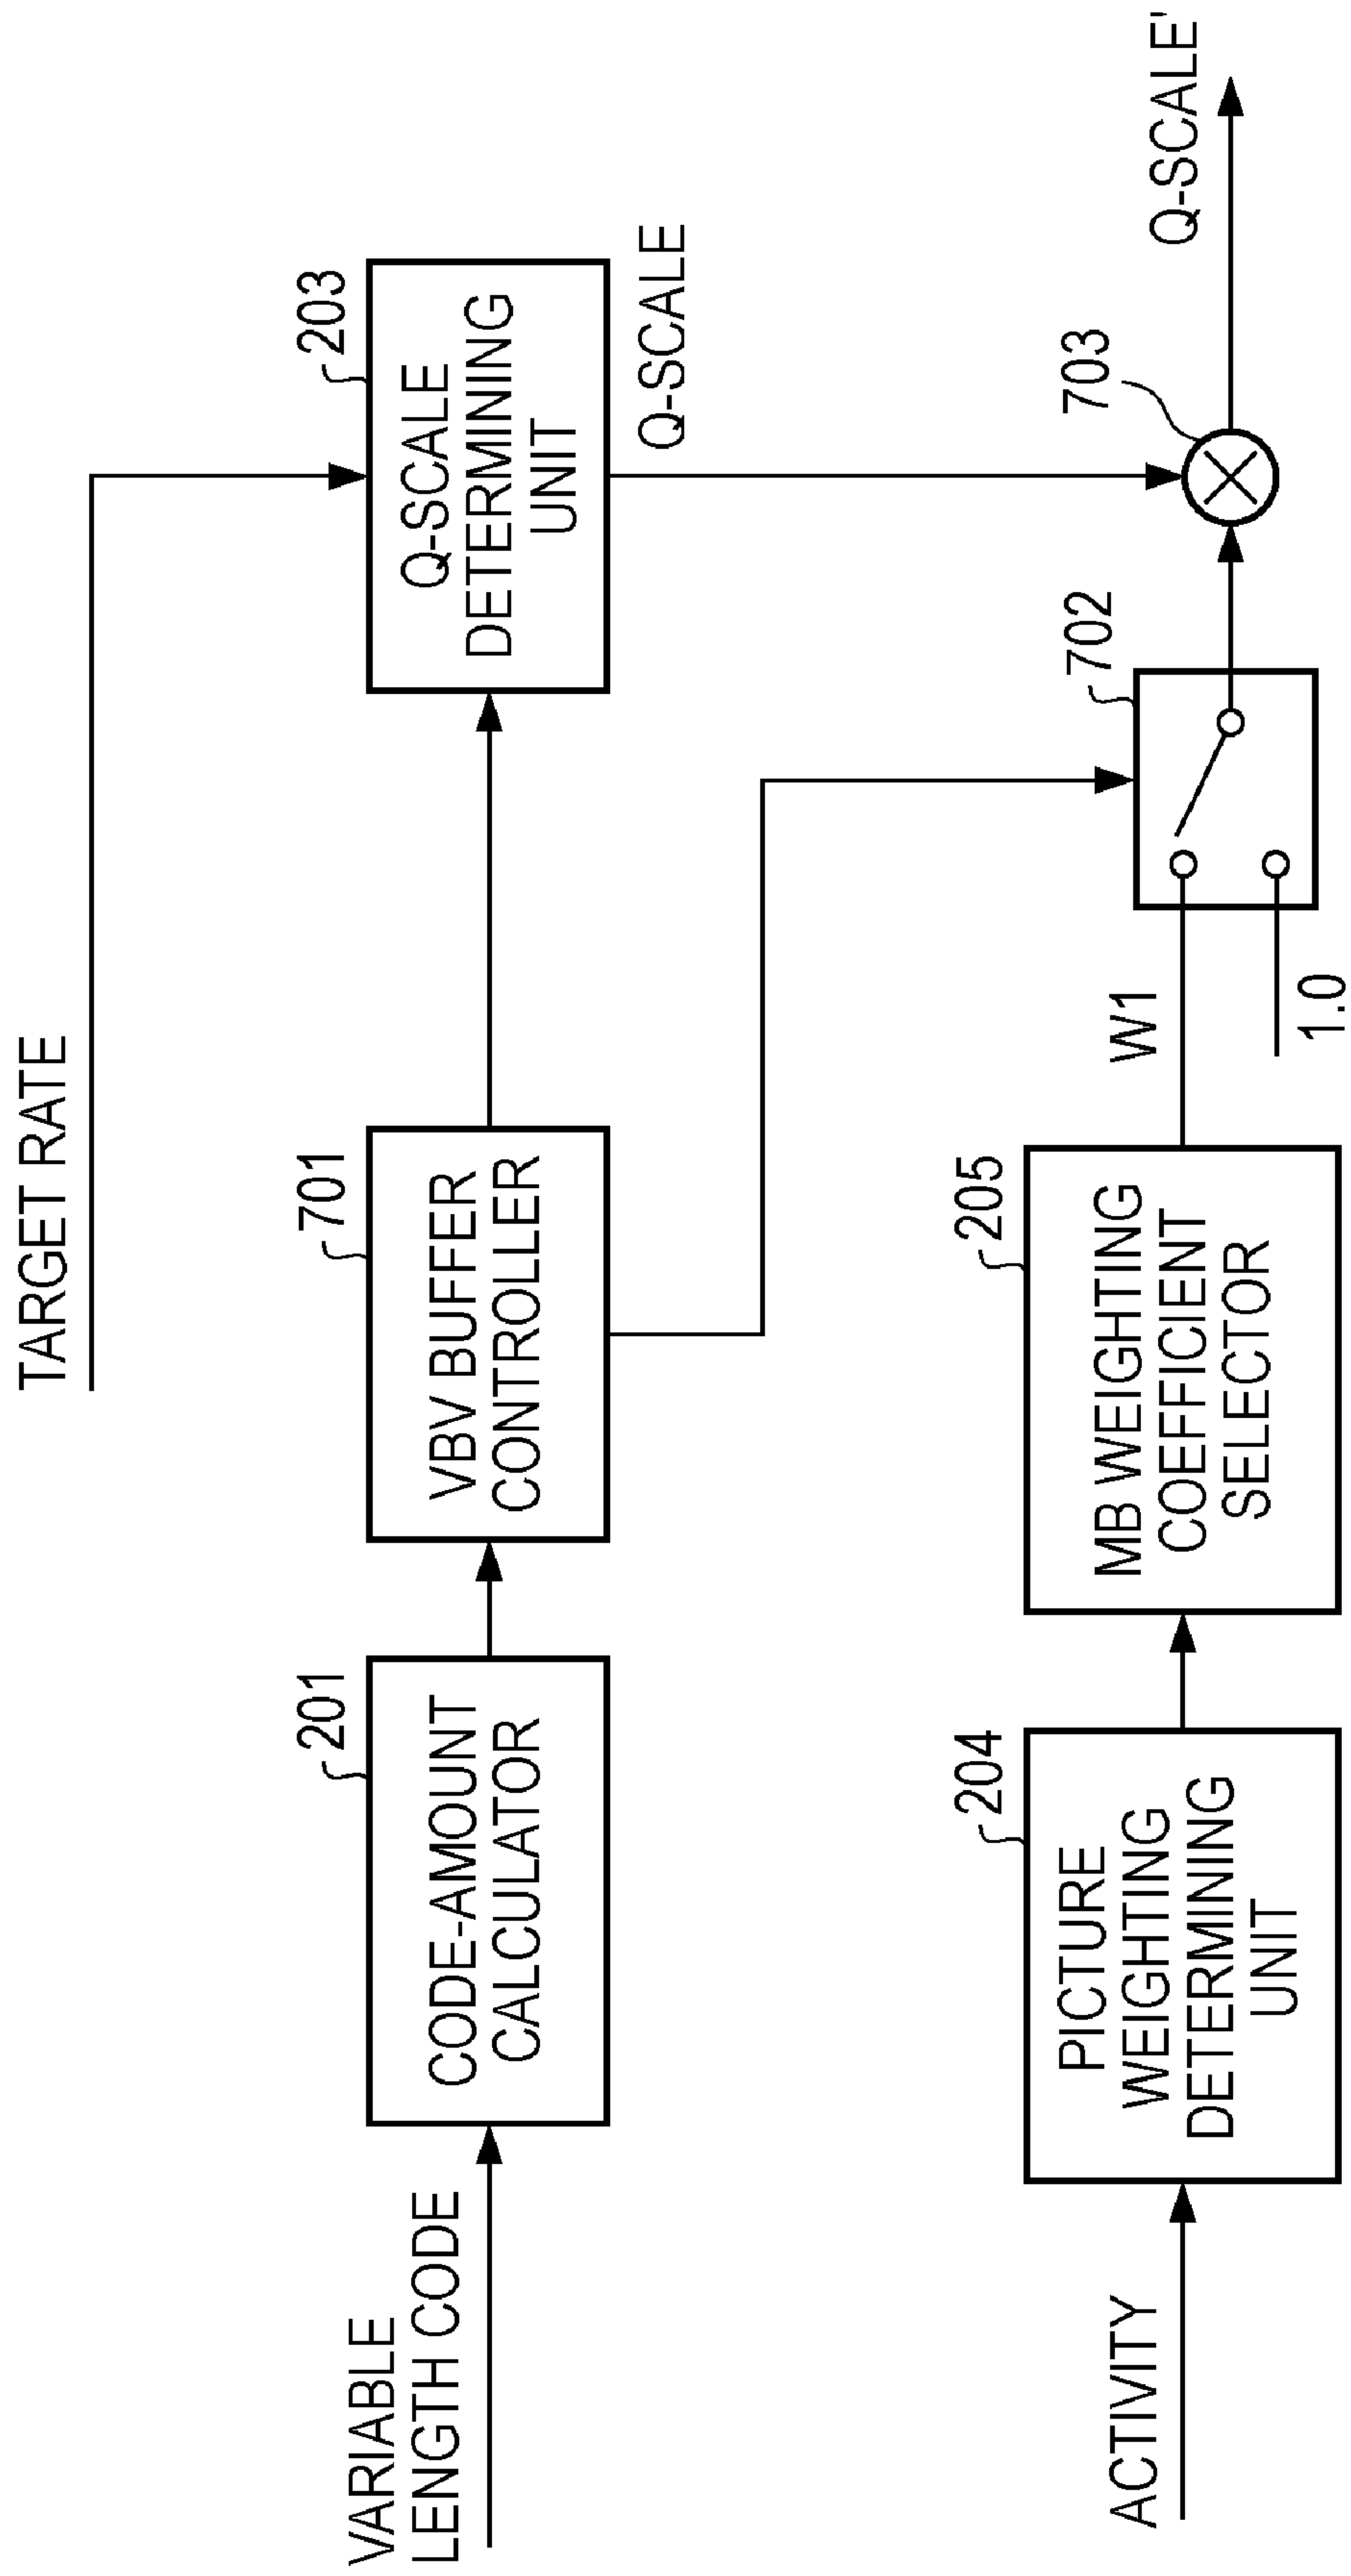 TARGET RATE
VARIABLE
LENGTH CODE
201
CODE-AMOUNT
CALCULATOR
701
VBV BUFFER
CONTROLLER
203
Q-SCALE
DETERMINING
UNIT
Q-SCALE
ACTIVITY
204
PICTURE
WEIGHTING
DETERMINING
UNIT
205
MB WEIGHTING
COEFFICIENT
SELECTOR
W1
1.0
702
703
Q-SCALE'